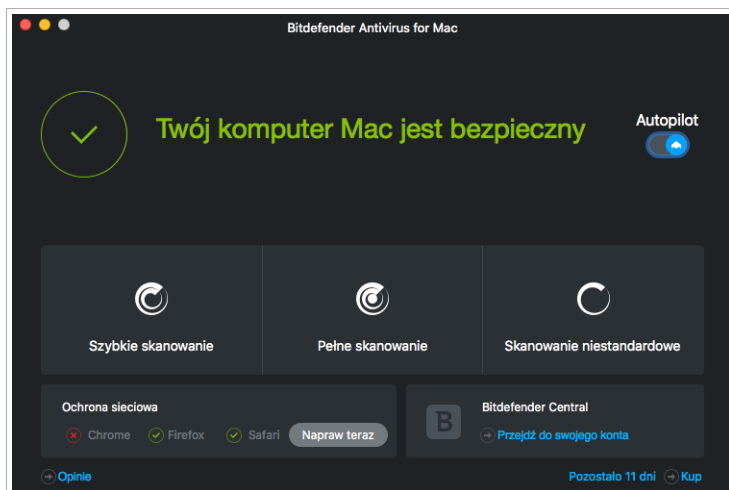 Bitdefender Antivirus for Mac
Twój komputer Mac jest bezpieczny
Autopilot
Szybkie skanowanie
Pełne skanowanie
Skanowanie niestandardowe
Ochrona sieciowa
Chrome Firefox Safari Napraw teraz
B
Bitdefender Central
Przejdź do swojego konta
Opinie
Pozostało 11 dni Kup